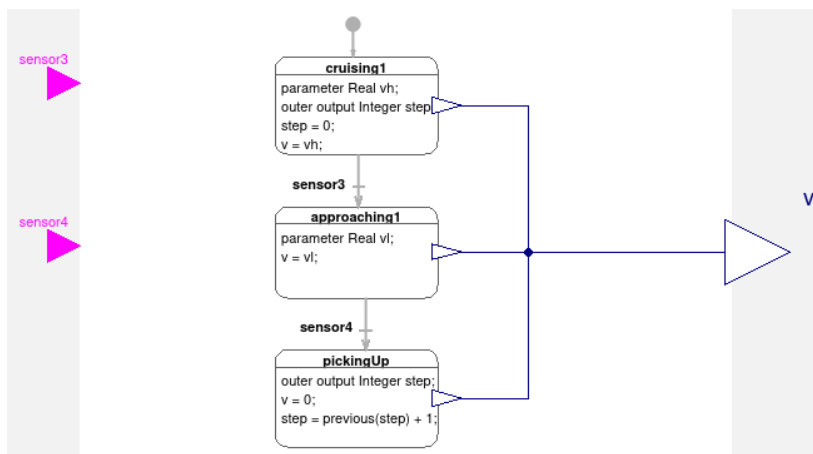 sensor3
cruising1
parameter Real vh;
outer output Integer step
step = 0;
v = vh;
sensor3
sensor4
approaching1
parameter Real vl;
v = vl;
v
sensor4
pickingUp
outer output Integer step;
v = 0;
step = previous(step) + 1;